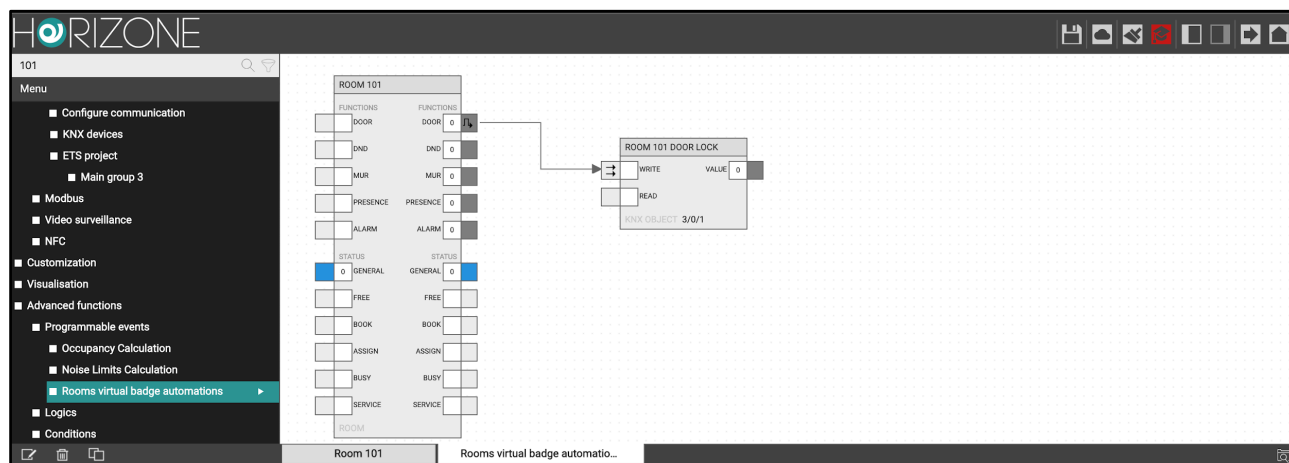 HORIZONE
101
Menu
Configure communication
KNX devices
ETS project
Main group 3
Modbus
Video surveillance
NFC
Customization
Visualisation
Advanced functions
Programmable events
Occupancy Calculation
Noise Limits Calculation
Rooms virtual badge automations
Logics
Conditions
ROOM 101
FUNCTIONS FUNCTIONS
DOOR DOOR 0
DND DND 0
MUR MUR 0
PRESENCE PRESENCE 0
ALARM ALARM 0
STATUS STATUS
0 GENERAL GENERAL 0
FREE FREE
BOOK BOOK
ASSIGN ASSIGN
BUSY BUSY
SERVICE SERVICE
ROOM
ROOM 101 DOOR LOCK
WRITE VALUE 0
READ
KNX OBJECT 3/0/1
Room 101
Rooms virtual badge automatio...